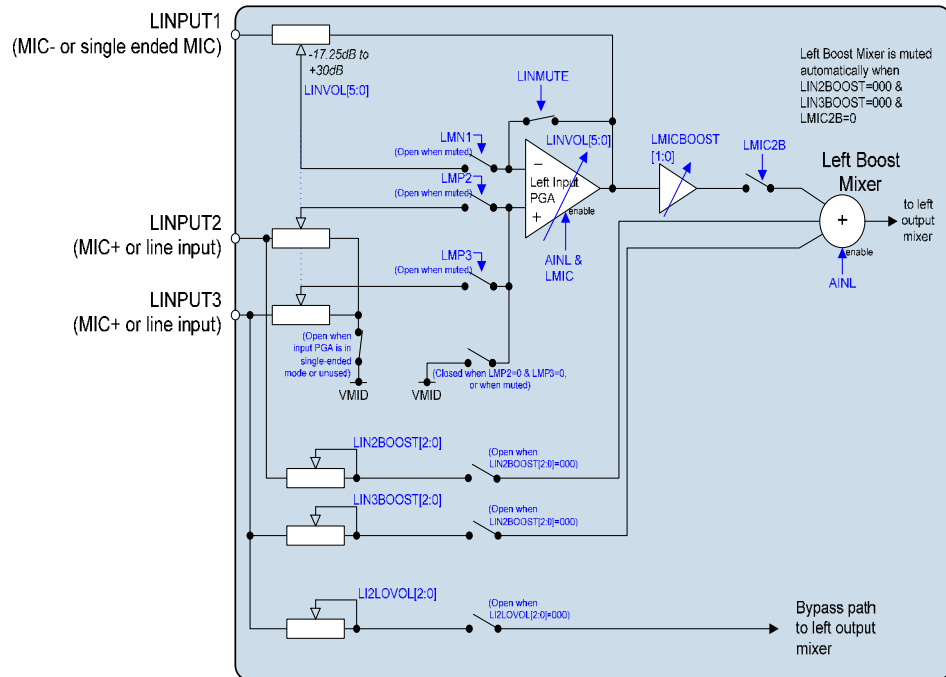 LINPUT1
(MIC- or single ended MIC)
-17.25dB to
+30dB
LINVOL[5:0]
Left Boost Mixer is muted
automatically when
LIN2BOOST=000 &
LIN3BOOST=000 &
LMIC2B=0
LINMUTE
LMN1
(Open when muted)
LINVOL[5:0]
LMICBOOST
[1:0]
LMIC2B
Left Boost
Mixer
LMP2
(Open when muted)
−
Left Input
PGA
+
enable
LINPUT2
(MIC+ or line input)
+
enable
to left
output
mixer
LMP3
(Open when muted)
AINL &
LMIC
AINL
LINPUT3
(MIC+ or line input)
(Open when
input PGA is in
single-ended
mode or unused)
VMID
VMID
(Closed when LMP2=0 & LMP3=0,
or when muted)
LIN2BOOST[2:0]
(Open when
LIN2BOOST[2:0]=000)
LIN3BOOST[2:0]
(Open when
LIN2BOOST[2:0]=000)
LI2LOVOL[2:0]
(Open when
LI2LOVOL[2:0]=000)
Bypass path
to left output
mixer